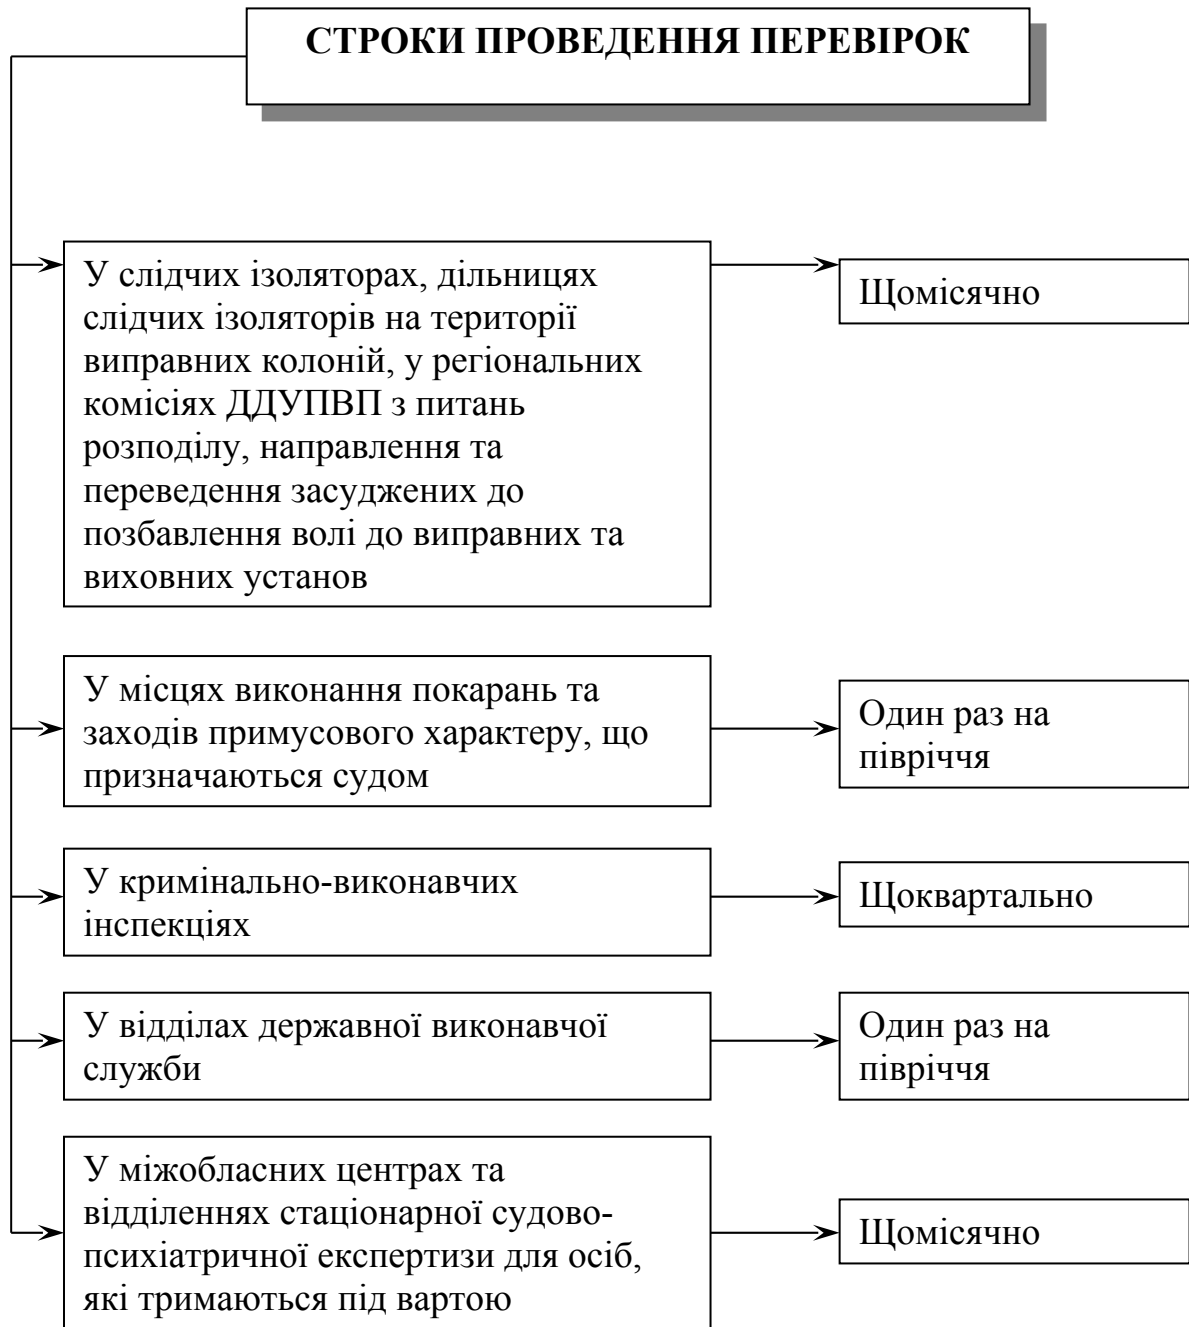 СТРОКИ ПРОВЕДЕННЯ ПЕРЕВІРОК
У слідчих ізоляторах, дільницях
слідчих ізоляторів на території
виправних колоній, у регіональних
комісіях ДДУПВП з питань
розподілу, направлення та
переведення засуджених до
позбавлення волі до виправних та
виховних установ
Щомісячно
У місцях виконання покарань та
заходів примусового характеру, що
призначаються судом
Один раз на
півріччя
У кримінально-виконавчих
інспекціях
Щоквартально
У відділах державної виконавчої
служби
Один раз на
півріччя
У міжобласних центрах та
відділеннях стаціонарної судово-
психіатричної експертизи для осіб,
які тримаються під вартою
Щомісячно